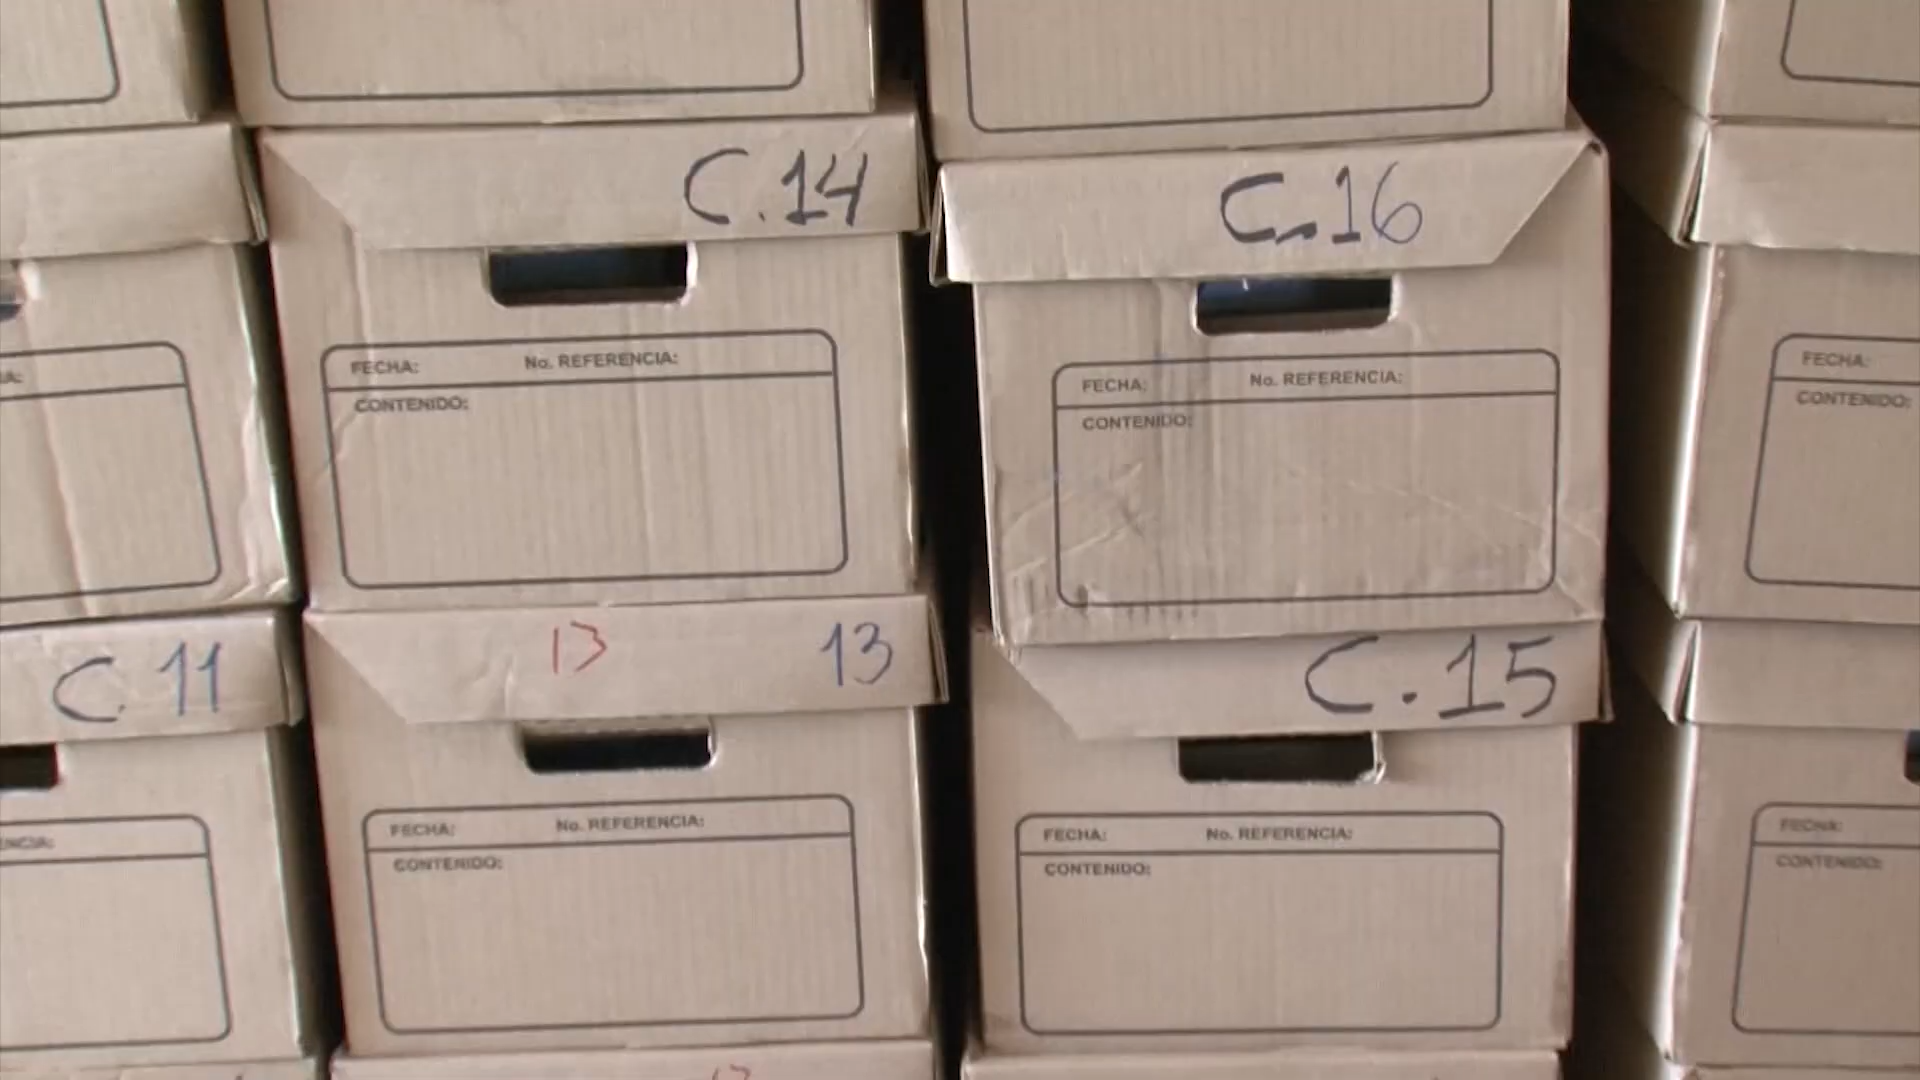 C.14
C.16
FECHA: No. REFERENCIA:
CONTENIDO:
FECHA: No. REFERENCIA:
CONTENIDO:
FECHA:
CONTENIDO:
C. 11
13 13
C.15
FECHA: No. REFERENCIA:
CONTENIDO:
FECHA: No. REFERENCIA:
CONTENIDO:
FECHA:
CONTENIDO: